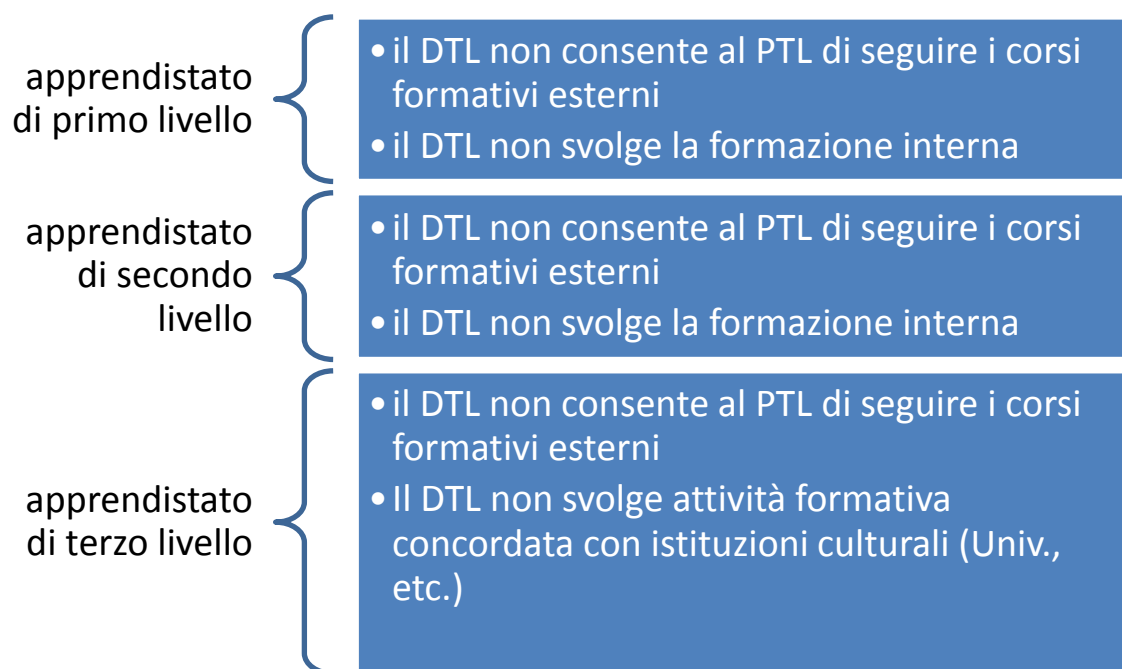 apprendistato
di primo livello
• il DTL non consente al PTL di seguire i corsi
formativi esterni
• il DTL non svolge la formazione interna
apprendistato
di secondo
livello
• il DTL non consente al PTL di seguire i corsi
formativi esterni
• il DTL non svolge la formazione interna
apprendistato
di terzo livello
• il DTL non consente al PTL di seguire i corsi
formativi esterni
• Il DTL non svolge attività formativa
concordata con istituzioni culturali (Univ.,
etc.)